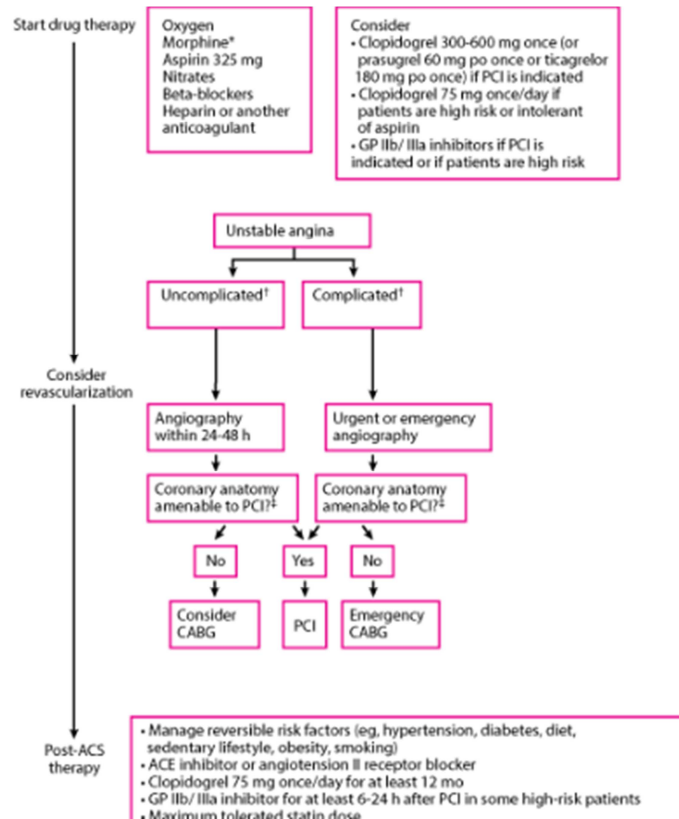 Start drug therapy
Oxygen
Morphine*
Aspirin 325 mg
Nitrates
Beta-blockers
Heparin or another
anticoagulant
Consider
• Clopidogrel 300-600 mg once (or
prasugrel 60 mg po once or ticagrelor
180 mg po once) if PCI is indicated
• Clopidogrel 75 mg once/day if
patients are high risk or intolerant
of aspirin
• GP IIb/ IIIa inhibitors if PCI is
indicated or if patients are high risk
Unstable angina
Uncomplicated†
Complicated†
Consider
revascularization
Angiography
within 24-48 h
Urgent or emergency
angiography
Coronary anatomy
amenable to PCI?‡
Coronary anatomy
amenable to PCI?‡
No
Yes
No
Consider
CABG
PCI
Emergency
CABG
Post-ACS
therapy
• Manage reversible risk factors (eg, hypertension, diabetes, diet,
sedentary lifestyle, obesity, smoking)
• ACE inhibitor or angiotension II receptor blocker
• Clopidogrel 75 mg once/day for at least 12 mo
• GP IIb/ IIIa inhibitor for at least 6-24 h after PCI in some high-risk patients
• Maximum tolerated statin dose